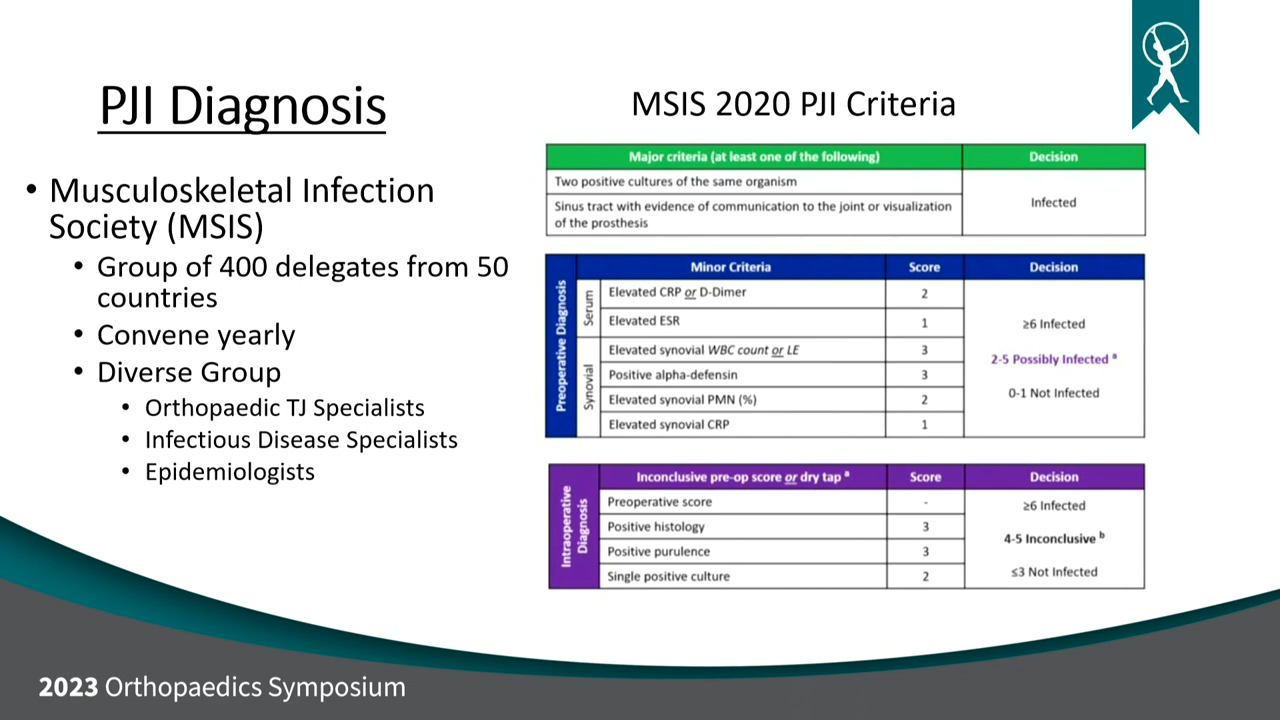 PJI Diagnosis
• Musculoskeletal Infection
Society (MSIS)
• Group of 400 delegates from 50
countries
• Convene yearly
• Diverse Group
• Orthopaedic TJ Specialists
• Infectious Disease Specialists
• Epidemiologists
MSIS 2020 PJI Criteria
Major criteria (at least one of the following) Decision
Two positive cultures of the same organism
Sinus tract with evidence of communication to the joint or visualization
of the prosthesis
Infected
Preoperative Diagnosis
Minor Criteria Score Decision
Serum
Elevated CRP or D-Dimer 2
Elevated ESR 1
Synovial
Elevated synovial WBC count or LE 3
Positive alpha-defensin 3
Elevated synovial PMN (%) 2
Elevated synovial CRP 1
≥6 Infected
2-5 Possibly Infected ª
0-1 Not Infected
Intraoperative
Diagnosis
Inconclusive pre-op score or dry tap ª Score Decision
Preoperative score -
Positive histology 3
Positive purulence 3
Single positive culture 2
≥6 Infected
4-5 Inconclusive ᵇ
≤3 Not Infected
2023 Orthopaedics Symposium